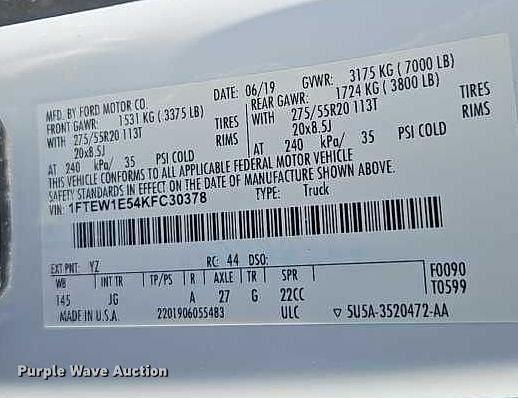 MFD. BY FORD MOTOR CO. DATE: 06/19 GVWR: 3175 KG ( 7000 LB)
FRONT GAWR: 1531 KG ( 3375 LB) REAR GAWR: 1724 KG ( 3800 LB)
WITH 275/55R20 113T TIRES WITH 275/55R20 113T TIRES
20x8.5J RIMS 20x8.5J RIMS
AT 240 kPa/ 35 PSI COLD AT 240 kPa/ 35 PSI COLD
THIS VEHICLE CONFORMS TO ALL APPLICABLE FEDERAL MOTOR VEHICLE
SAFETY STANDARDS IN EFFECT ON THE DATE OF MANUFACTURE SHOWN ABOVE.
VIN: 1FTEW1E54KFC30378 TYPE: Truck
EXT PNT: YZ RC: 44 DSO:
WB INT TR TP/PS R AXLE TR SPR F0090
145 JG A 27 G 22CC T0599
MADE IN U.S.A. 2201906055483 ULC ▽ 5U5A-3520472-AA
Purple Wave Auction